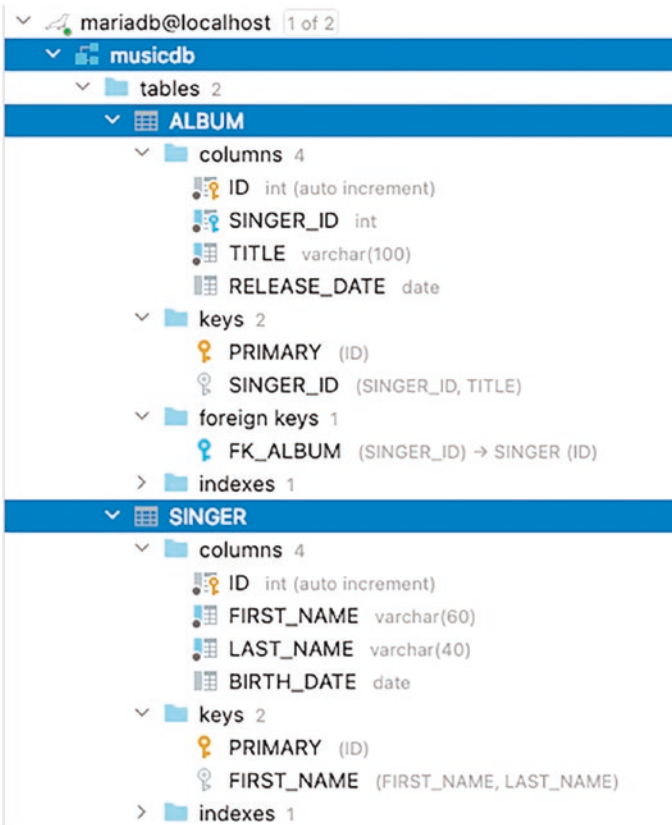 mariadb@localhost 1 of 2
musicdb
tables 2
ALBUM
columns 4
ID int (auto increment)
SINGER_ID int
TITLE varchar(100)
RELEASE_DATE date
keys 2
PRIMARY (ID)
SINGER_ID (SINGER_ID, TITLE)
foreign keys 1
FK_ALBUM (SINGER_ID) → SINGER (ID)
indexes 1
SINGER
columns 4
ID int (auto increment)
FIRST_NAME varchar(60)
LAST_NAME varchar(40)
BIRTH_DATE date
keys 2
PRIMARY (ID)
FIRST_NAME (FIRST_NAME, LAST_NAME)
indexes 1